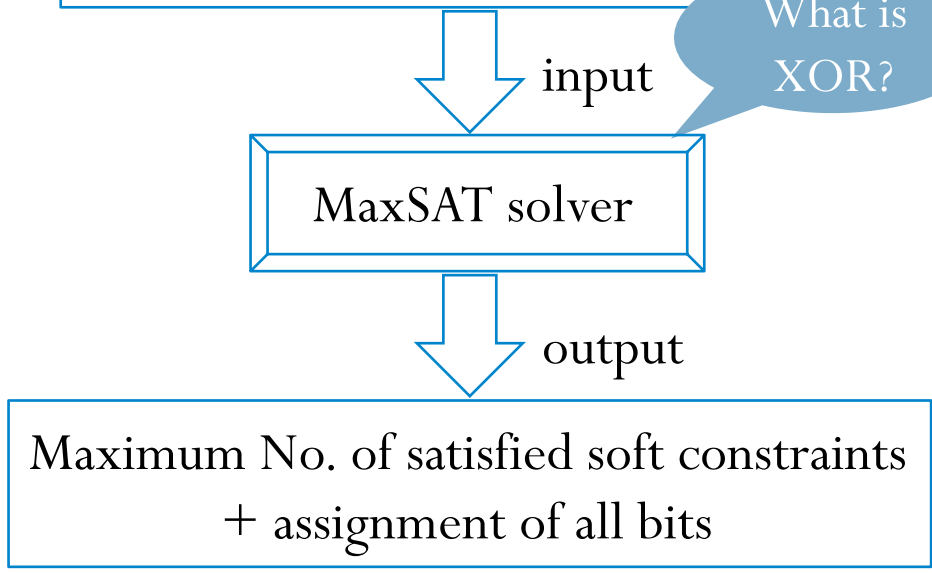 What is
XOR?
input
MaxSAT solver
output
Maximum No. of satisfied soft constraints
+ assignment of all bits